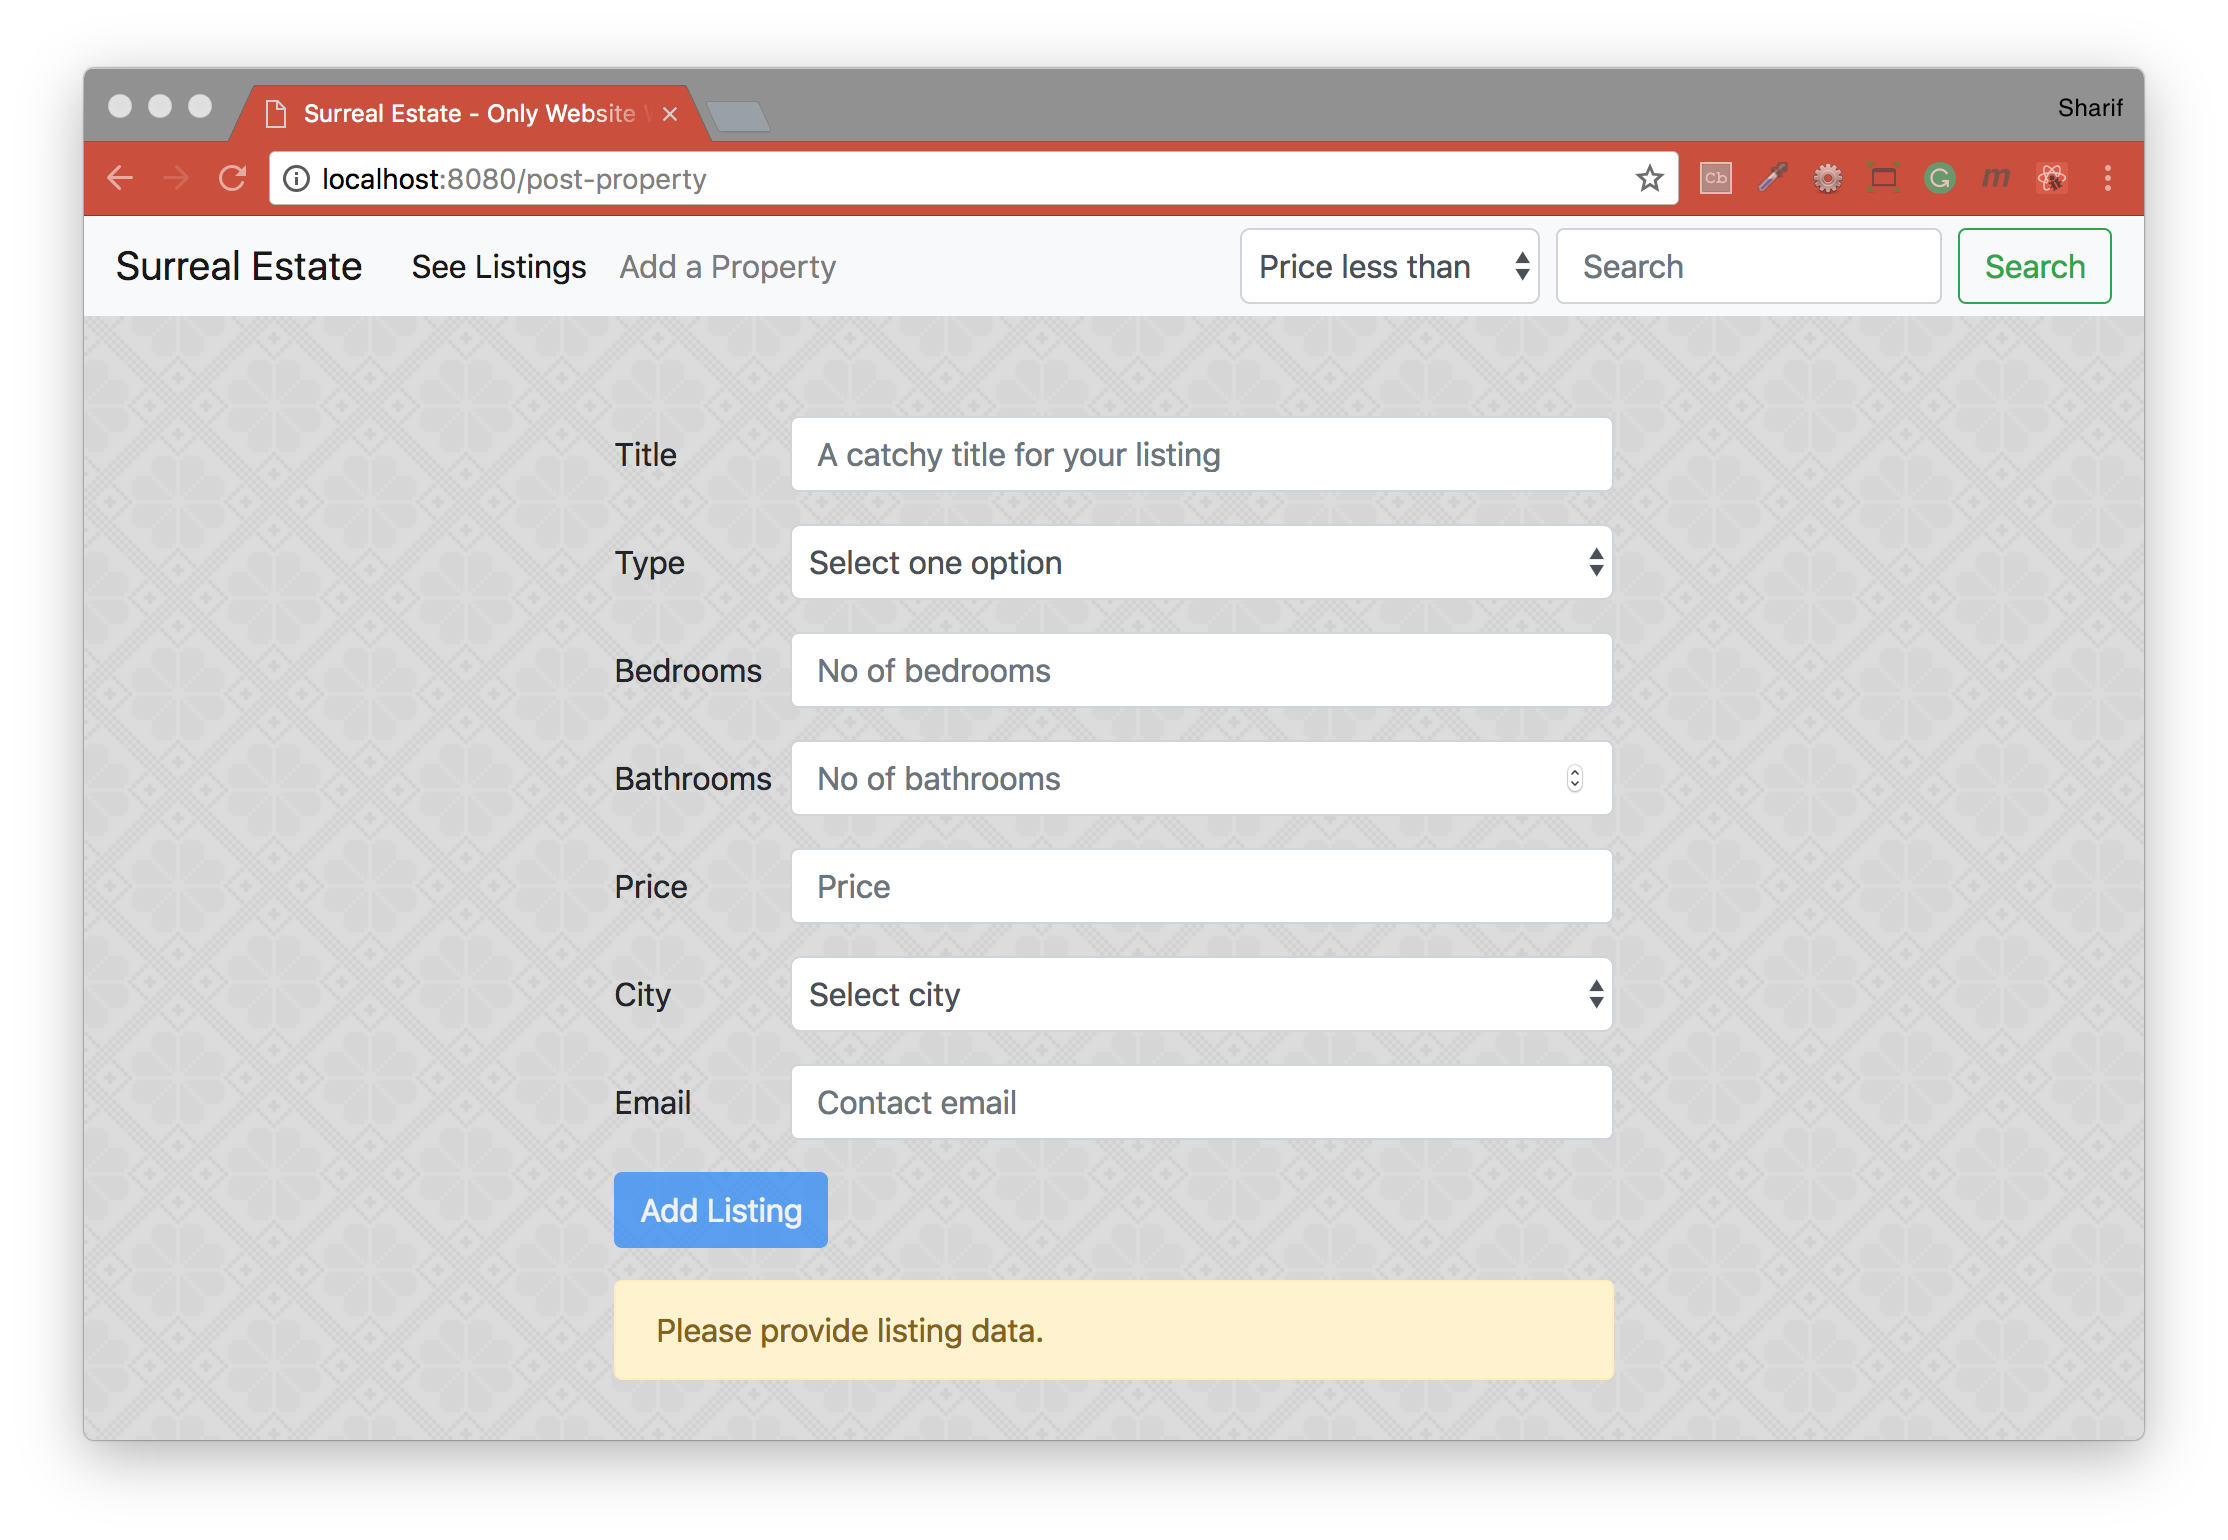 Surreal Estate - Only Website
Sharif
localhost:8080/post-property
Cb
G
m
Surreal Estate See Listings Add a Property Price less than Search Search
Title A catchy title for your listing
Type Select one option
Bedrooms No of bedrooms
Bathrooms No of bathrooms
Price Price
City Select city
Email Contact email
Add Listing
Please provide listing data.